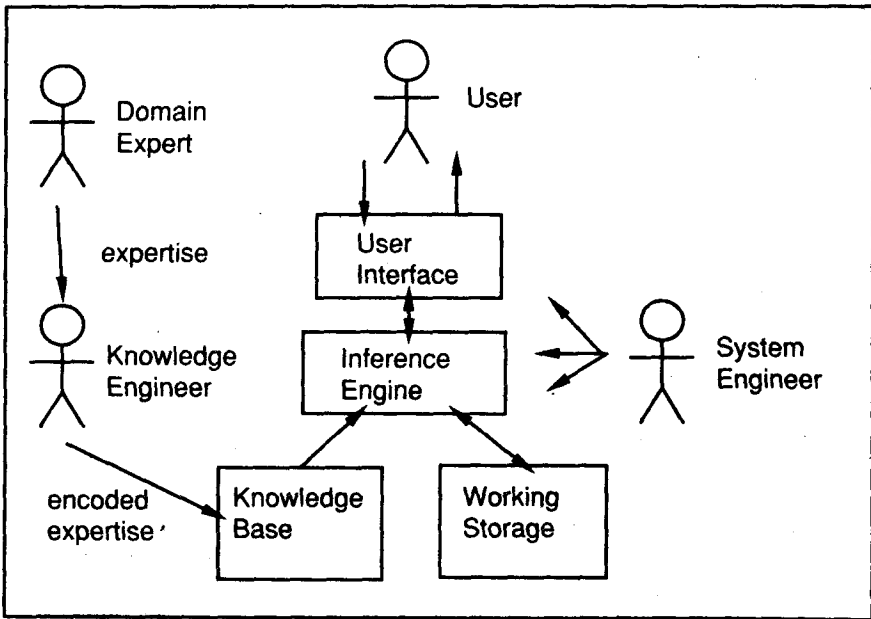 Domain
Expert
User
expertise
User
Interface
Knowledge
Engineer
Inference
Engine
System
Engineer
encoded
expertise
Knowledge
Base
Working
Storage